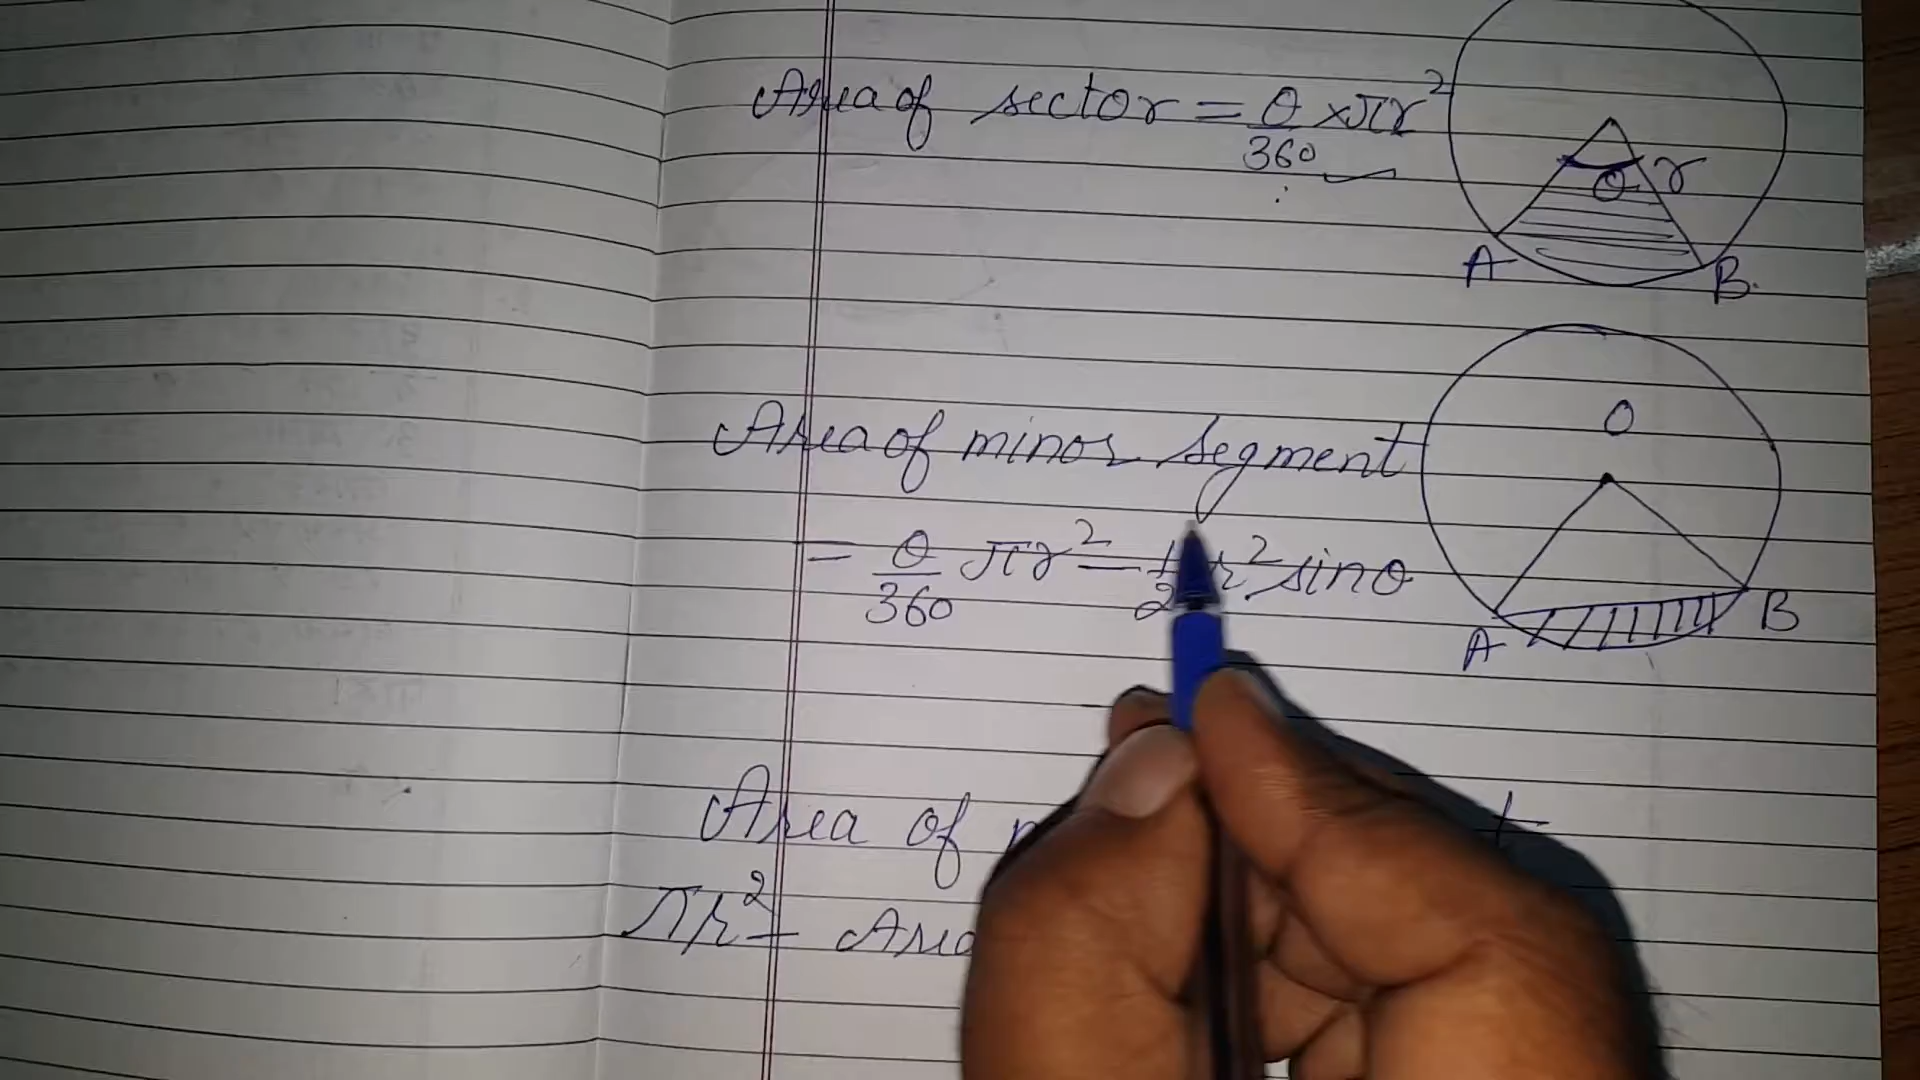 Area of sector = θ/360 × πr²
r
θ
A
B
Area of minor segment
O
= θ/360 πr² - 1/2 r² sinθ
A
B
Area of
πr² - Area